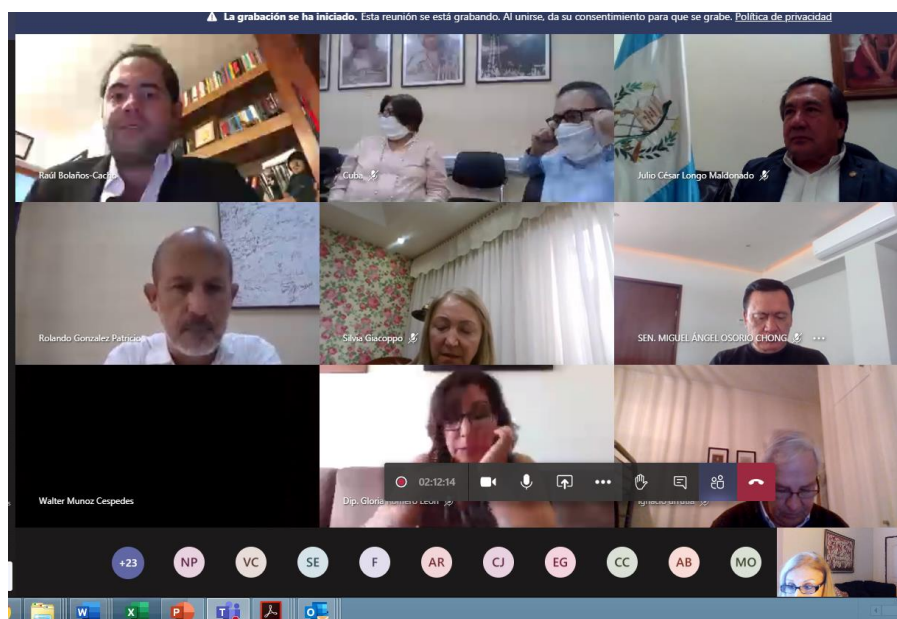 La grabación se ha iniciado. Esta reunión se está grabando. Al unirse, da su consentimiento para que se grabe. Política de privacidad
Raúl Bolaños-Cacho
Cuba
Julio César Longo Maldonado
Rolando Gonzalez Patricio
Silvia Giacoppo
SEN. MIGUEL ÁNGEL OSORIO CHONG
Walter Munoz Cespedes
Dip. Gloria Romero León
02:12:14
+23
NP
VC
SE
F
AR
CJ
EG
CC
AB
MO
W
X
P
T
O